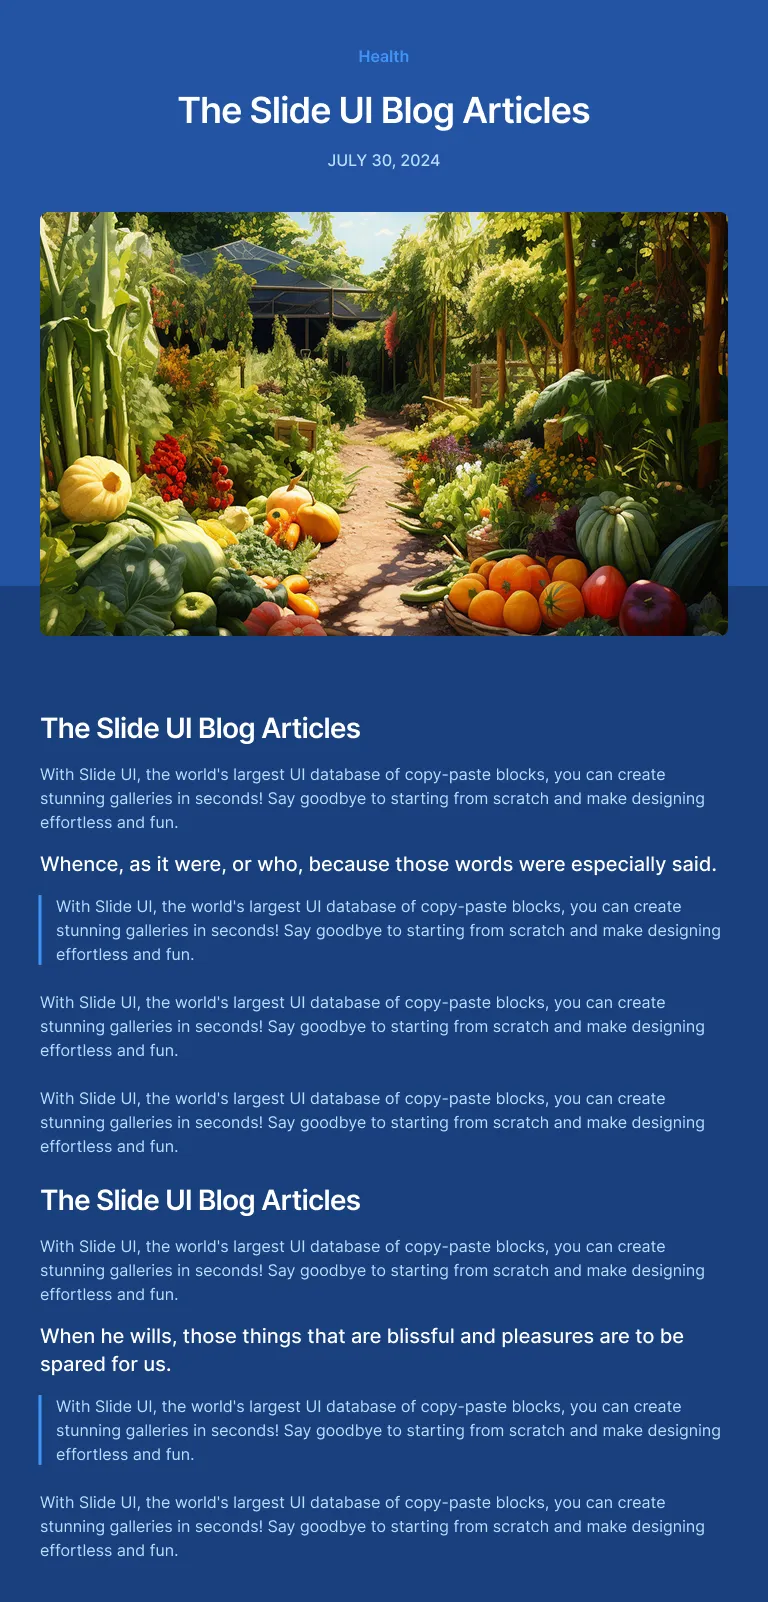 Health
The Slide UI Blog Articles
JULY 30, 2024
The Slide UI Blog Articles
With Slide UI, the world's largest UI database of copy-paste blocks, you can create
stunning galleries in seconds! Say goodbye to starting from scratch and make designing
effortless and fun.
Whence, as it were, or who, because those words were especially said.
With Slide UI, the world's largest UI database of copy-paste blocks, you can create
stunning galleries in seconds! Say goodbye to starting from scratch and make designing
effortless and fun.
With Slide UI, the world's largest UI database of copy-paste blocks, you can create
stunning galleries in seconds! Say goodbye to starting from scratch and make designing
effortless and fun.
With Slide UI, the world's largest UI database of copy-paste blocks, you can create
stunning galleries in seconds! Say goodbye to starting from scratch and make designing
effortless and fun.
The Slide UI Blog Articles
With Slide UI, the world's largest UI database of copy-paste blocks, you can create
stunning galleries in seconds! Say goodbye to starting from scratch and make designing
effortless and fun.
When he wills, those things that are blissful and pleasures are to be
spared for us.
With Slide UI, the world's largest UI database of copy-paste blocks, you can create
stunning galleries in seconds! Say goodbye to starting from scratch and make designing
effortless and fun.
With Slide UI, the world's largest UI database of copy-paste blocks, you can create
stunning galleries in seconds! Say goodbye to starting from scratch and make designing
effortless and fun.